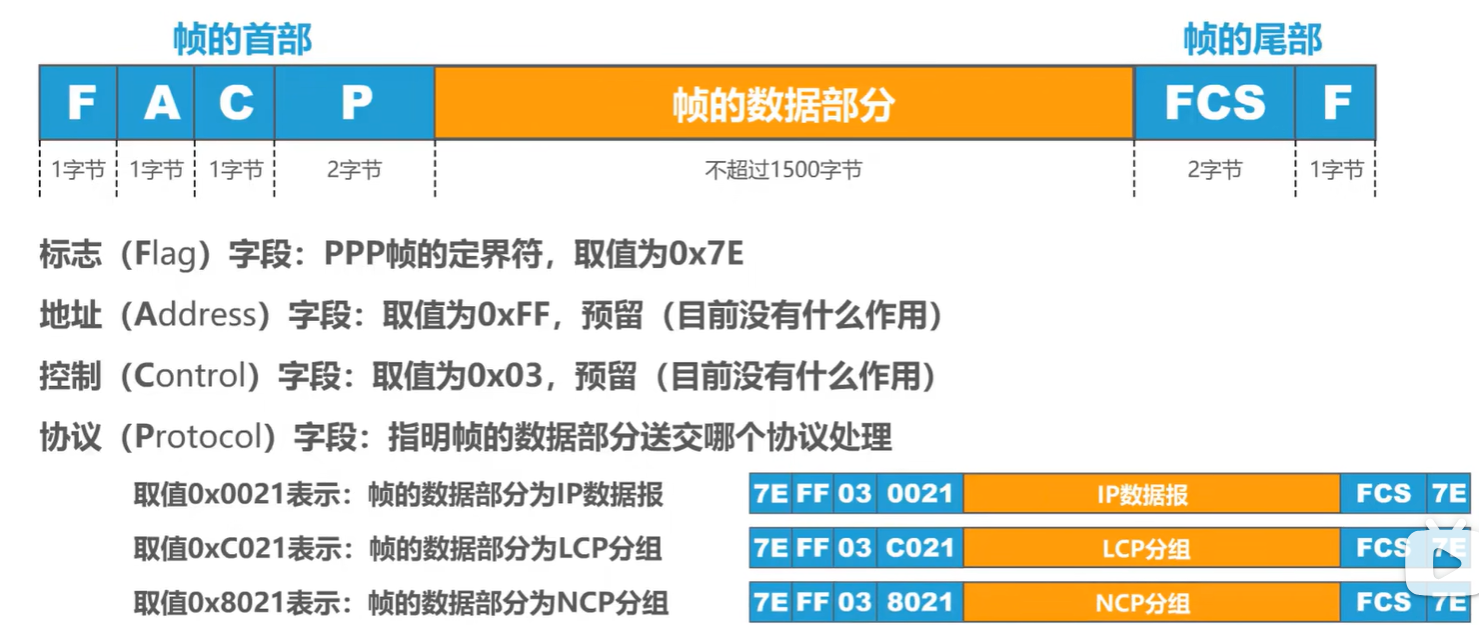 帧的首部 帧的尾部
F A C P 帧的数据部分 FCS F
1字节 1字节 1字节 2字节 不超过1500字节 2字节 1字节
标志（Flag）字段：PPP帧的定界符，取值为0x7E
地址（Address）字段：取值为0xFF，预留（目前没有什么作用）
控制（Control）字段：取值为0x03，预留（目前没有什么作用）
协议（Protocol）字段：指明帧的数据部分送交哪个协议处理
取值0x0021表示：帧的数据部分为IP数据报 7E FF 03 0021 IP数据报 FCS 7E
取值0xC021表示：帧的数据部分为LCP分组 7E FF 03 C021 LCP分组 FCS 7E
取值0x8021表示：帧的数据部分为NCP分组 7E FF 03 8021 NCP分组 FCS 7E